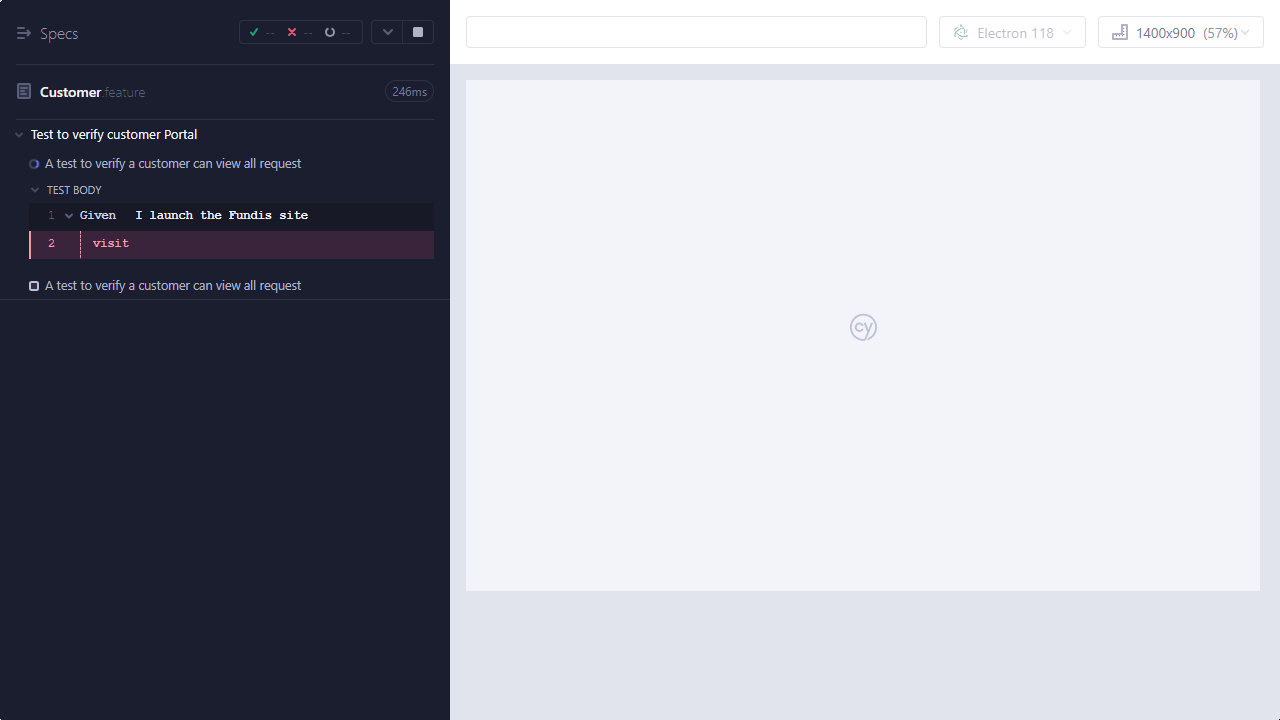 Specs
-- -- --
Customer.feature 246ms
Test to verify customer Portal
A test to verify a customer can view all request
TEST BODY
1 Given I launch the Fundis site
2 visit
A test to verify a customer can view all request
Electron 118
1400x900 (57%)
cy